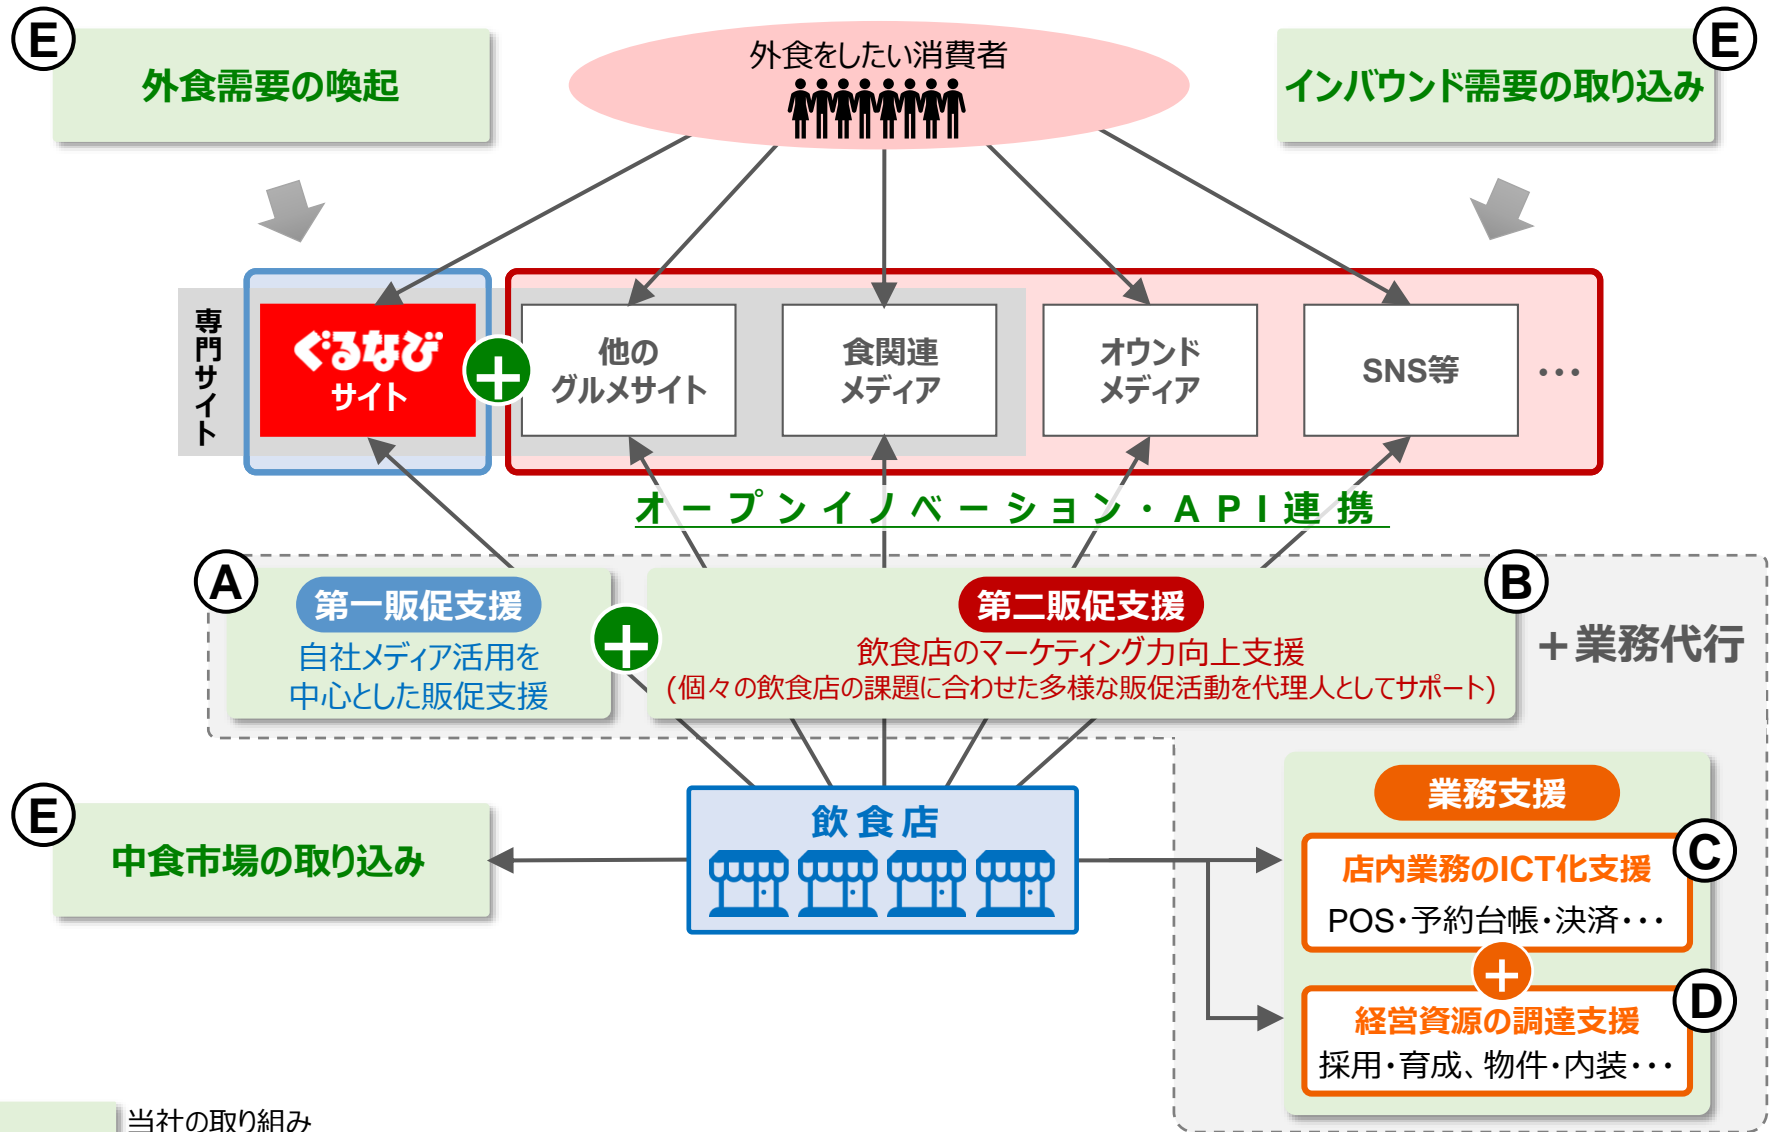 E
外食需要の喚起
外食をしたい消費者
E
インバウンド需要の取り込み
専門サイト
ぐるなび
サイト
+
他の
グルメサイト
食関連
メディア
オウンド
メディア
SNS等
･･･
オープンイノベーション・API連携
A
第一販促支援
自社メディア活用を
中心とした販促支援
+
B
第二販促支援
飲食店のマーケティング力向上支援
(個々の飲食店の課題に合わせた多様な販促活動を代理人としてサポート)
＋業務代行
E
中食市場の取り込み
飲食店
業務支援
C
店内業務のICT化支援
POS･予約台帳･決済･･･
+
D
経営資源の調達支援
採用･育成、物件･内装･･･
当社の取り組み